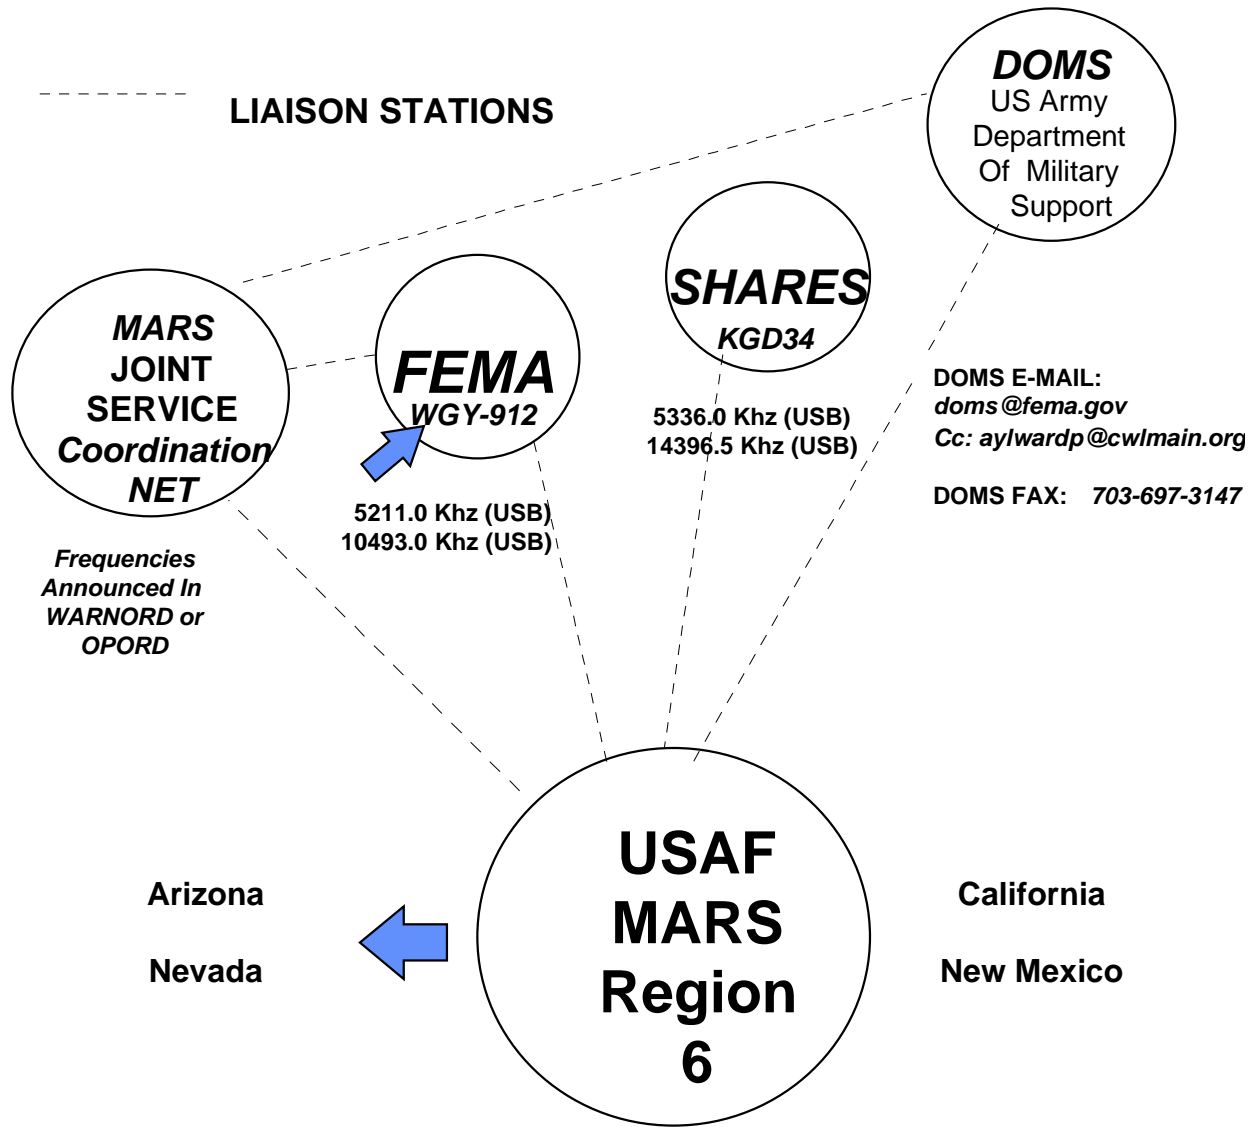 LIAISON STATIONS
DOMS
US Army
Department
Of Military
Support
SHARES
KGD34
MARS
JOINT
SERVICE
Coordination
NET
FEMA
WGY-912
DOMS E-MAIL:
doms@fema.gov
Cc: aylwardp@cwlmain.org
DOMS FAX: 703-697-3147
5336.0 Khz (USB)
14396.5 Khz (USB)
5211.0 Khz (USB)
10493.0 Khz (USB)
Frequencies
Announced In
WARNORD or
OPORD
USAF
MARS
Region
6
Arizona
Nevada
California
New Mexico